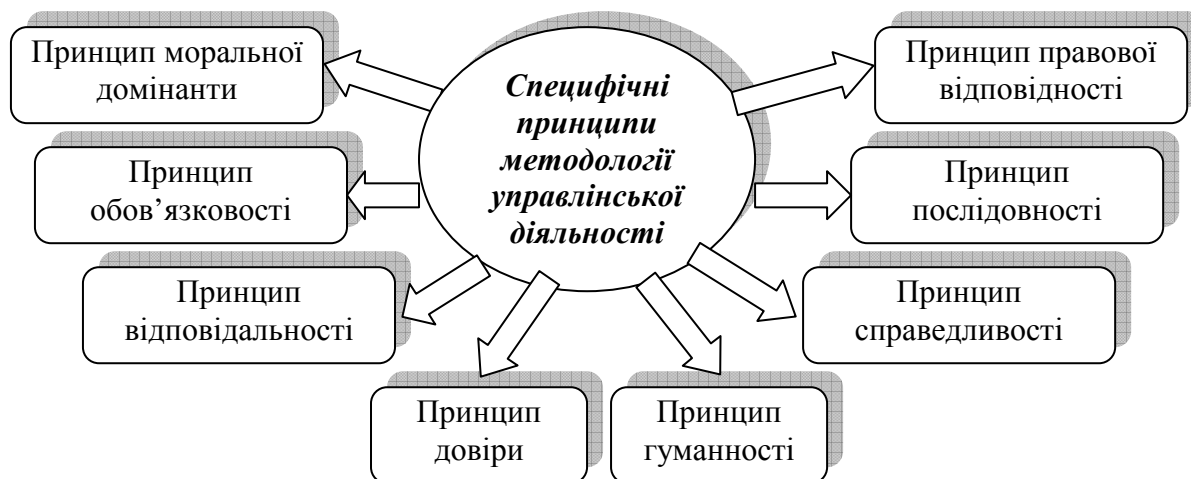 Принцип моральної
домінанти
Специфічні
принципи
методології
управлінської
діяльності
Принцип правової
відповідності
Принцип
обов’язковості
Принцип
послідовності
Принцип
відповідальності
Принцип
справедливості
Принцип
довіри
Принцип
гуманності